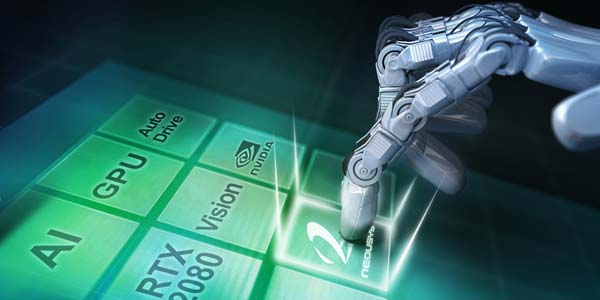 Auto
Drive
NVIDIA
GPU
Vision
NEOUSYS
AI
RTX
2080